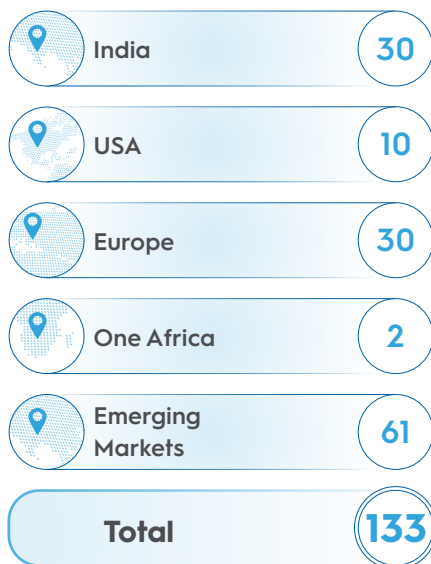 India 30
USA 10
Europe 30
One Africa 2
Emerging
Markets 61
Total 133